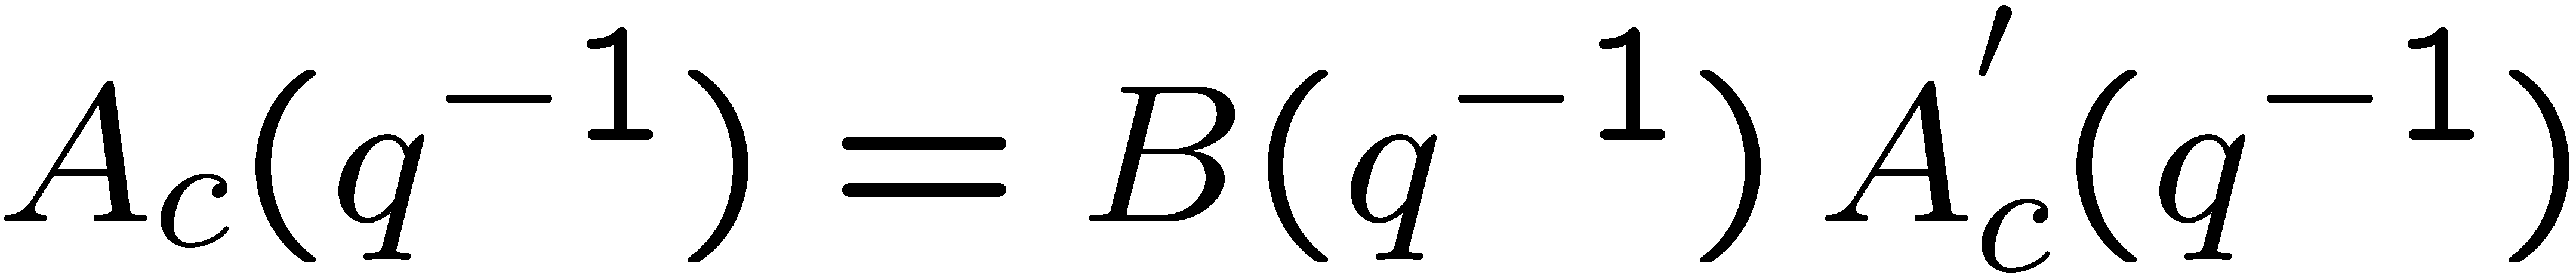 $A_c(q^{-1}) = B(q^{-1}) A_c'(q^{-1})$